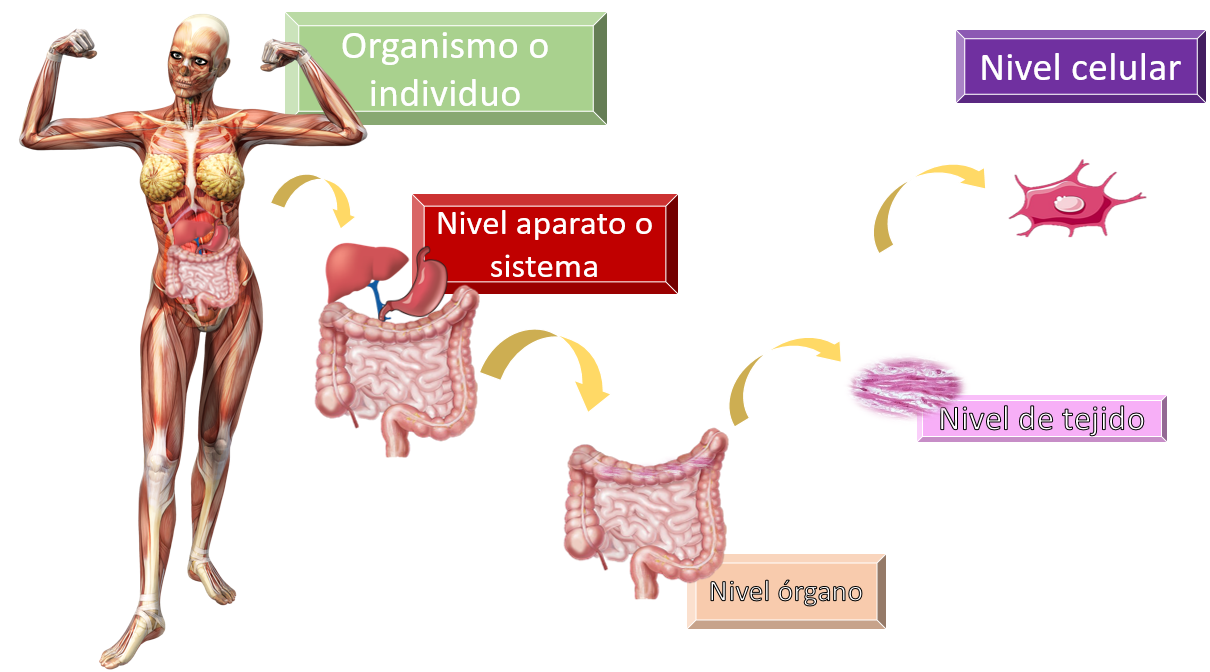 Organismo o
individuo
Nivel celular
Nivel aparato o
sistema
Nivel de tejido
Nivel órgano